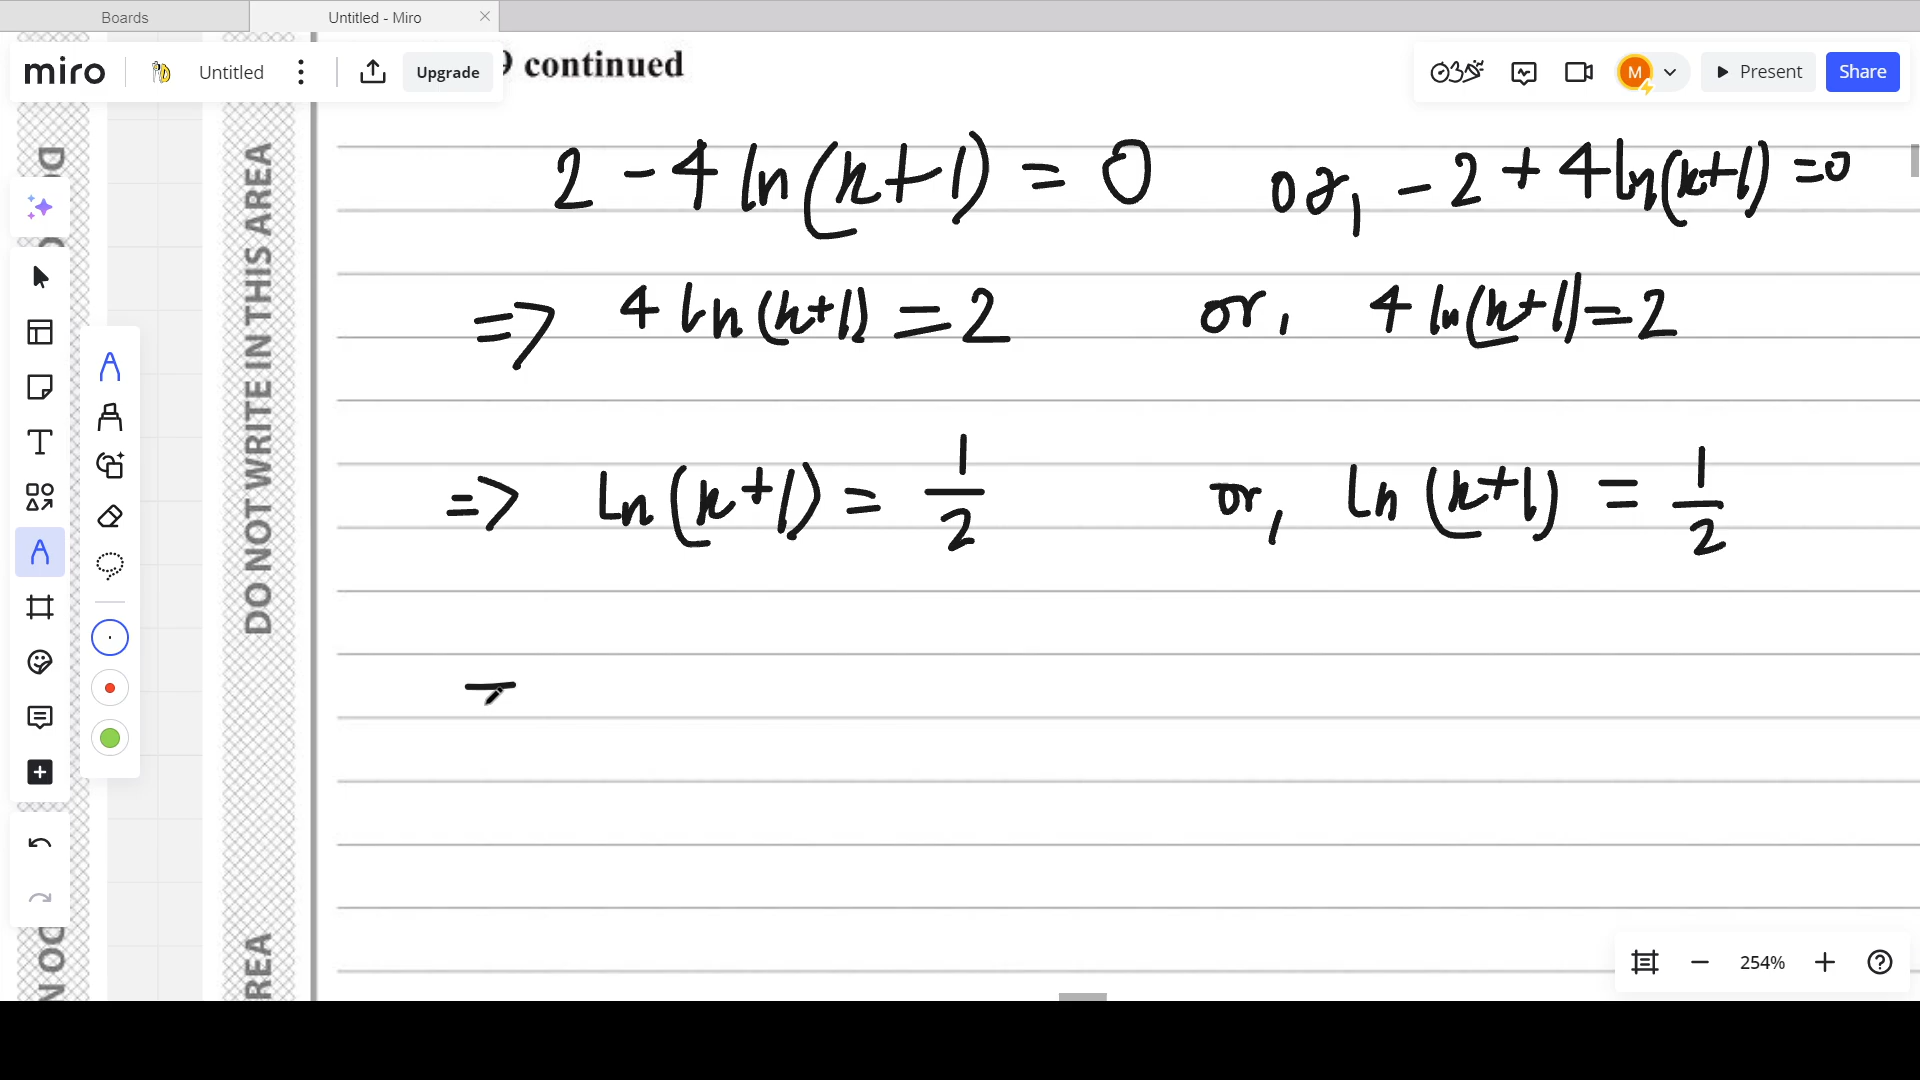 Boards
Untitled - Miro
miro
Untitled
Upgrade
9 continued
Present
Share
M
2 - 4 ln(x+1) = 0 or, - 2 + 4 ln(x+1) = 0
=> 4 ln(x+1) = 2 or, 4 ln(x+1) = 2
=> ln(x+1) = 1/2 or, ln(x+1) = 1/2
DO NOT WRITE IN THIS AREA
REA
DO N
254%